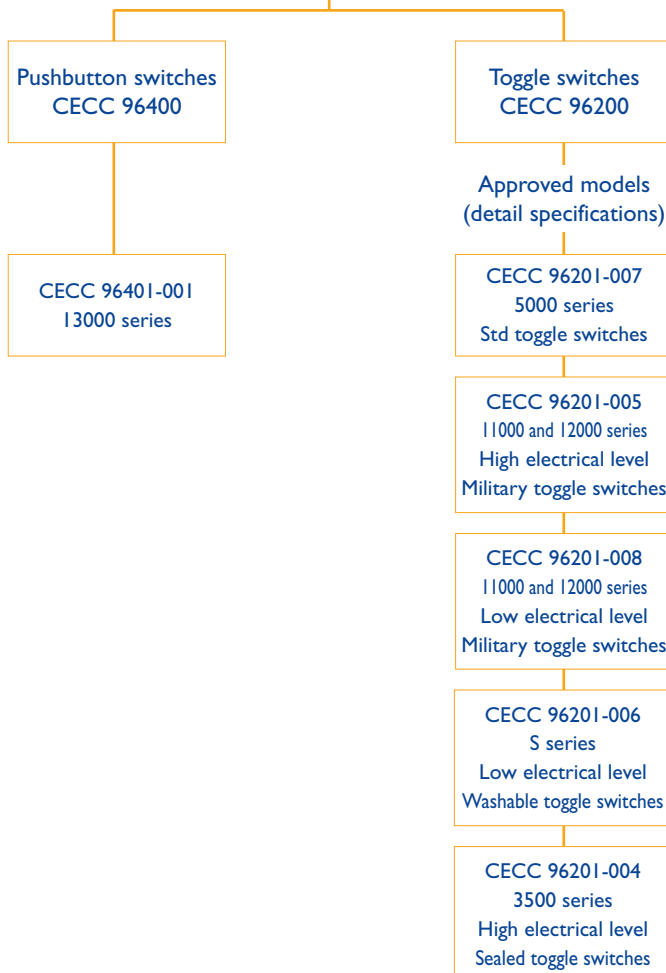 Pushbutton switches
CECC 96400
CECC 96401-001
13000 series
Toggle switches
CECC 96200
Approved models
(detail specifications)
CECC 96201-007
5000 series
Std toggle switches
CECC 96201-005
11000 and 12000 series
High electrical level
Military toggle switches
CECC 96201-008
11000 and 12000 series
Low electrical level
Military toggle switches
CECC 96201-006
S series
Low electrical level
Washable toggle switches
CECC 96201-004
3500 series
High electrical level
Sealed toggle switches